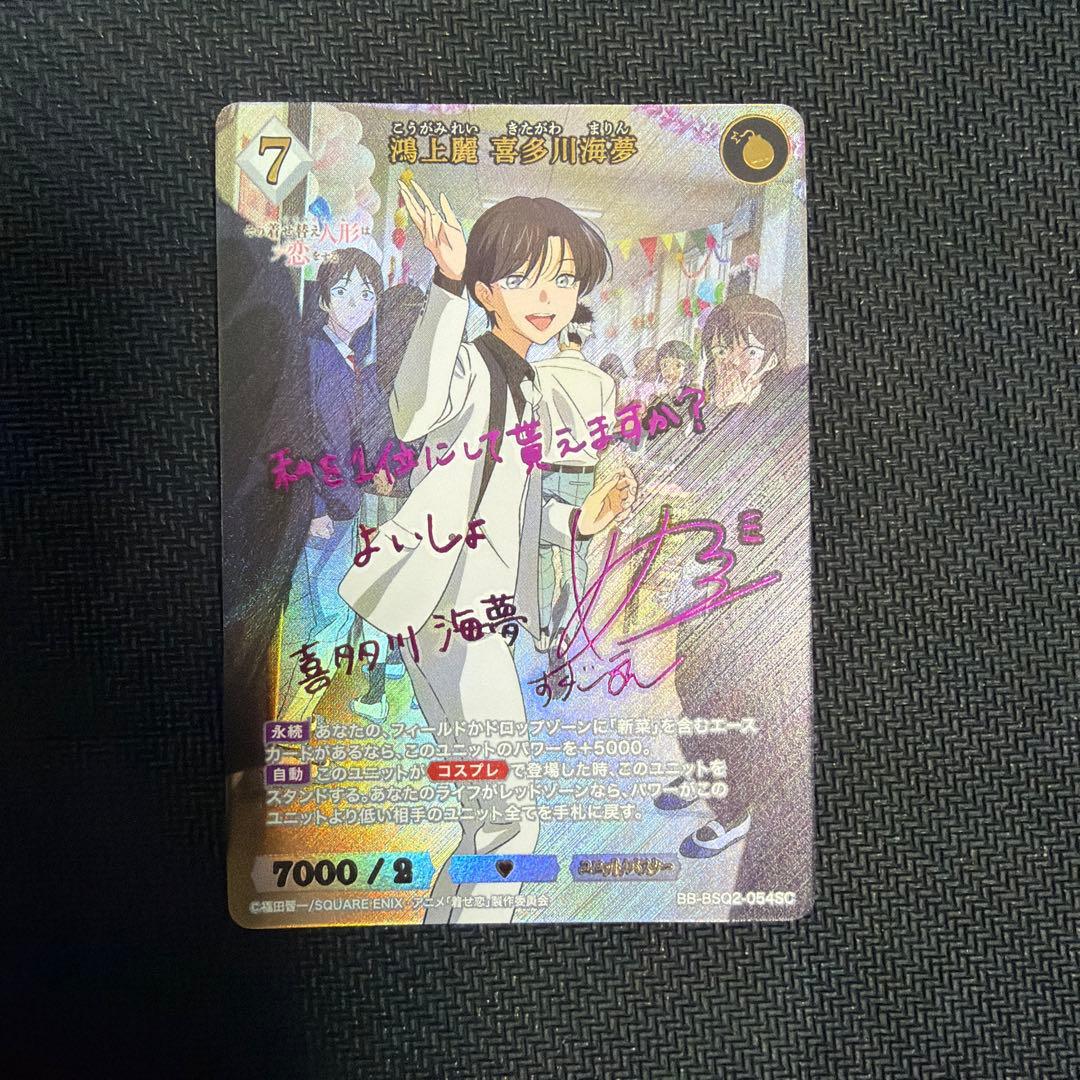 7
こうがみれい きたがわ まりん
鴻上麗 喜多川海夢
その着せ替え人形は
恋をする
私を1位にして貰えますか?
よいしょ
喜多川 海夢
永続 あなたの、フィールドかドロップゾーンに「新菜」を含むエース
カードがあるなら、このユニットのパワーを+5000。
自動 このユニットが コスプレ で登場した時、このユニットを
スタンドする。あなたのライフがレッドゾーンなら、パワーがこの
ユニットより低い相手のユニット全てを手札に戻す。
7000 / 2 ♥ ユニットバスター
©福田晋一/SQUARE ENIX・アニメ「着せ恋」製作委員会 BB-BSQ2-054SC